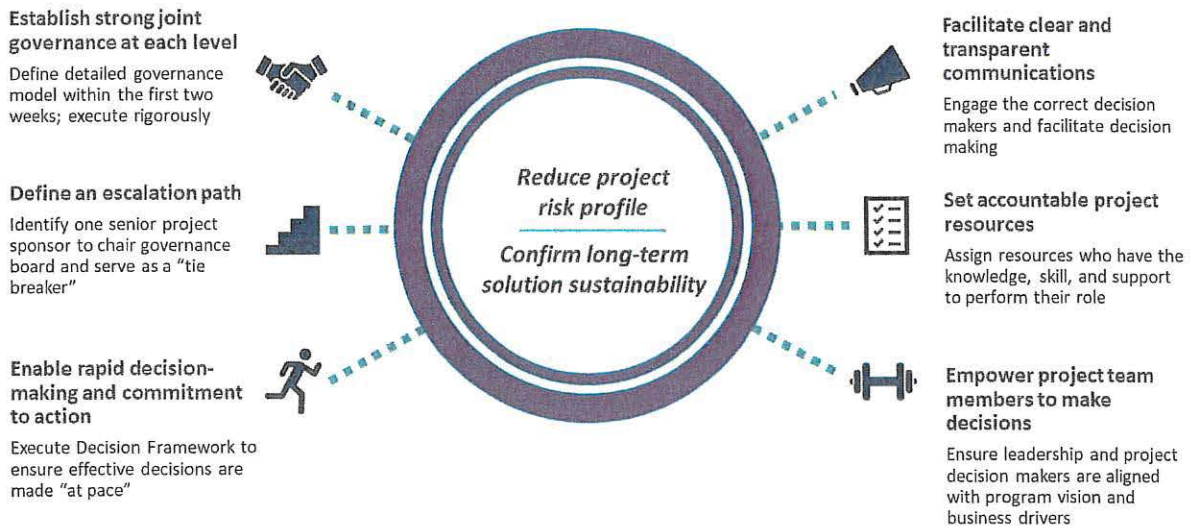 Establish strong joint
governance at each level
Define detailed governance
model within the first two
weeks; execute rigorously
Define an escalation path
Identify one senior project
sponsor to chair governance
board and serve as a “tie
breaker”
Enable rapid decision-
making and commitment
to action
Execute Decision Framework to
ensure effective decisions are
made “at pace”
Reduce project
risk profile
Confirm long-term
solution sustainability
Facilitate clear and
transparent
communications
Engage the correct decision
makers and facilitate decision
making
Set accountable project
resources
Assign resources who have the
knowledge, skill, and support
to perform their role
Empower project team
members to make
decisions
Ensure leadership and project
decision makers are aligned
with program vision and
business drivers